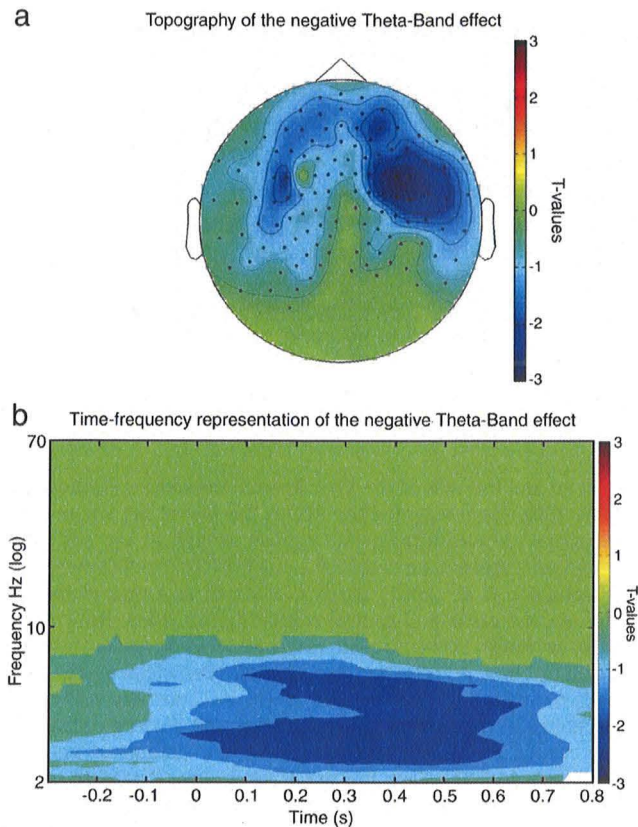 a
Topography of the negative Theta-Band effect
3
2
1
0
-1
-2
-3
T-values
b
Time-frequency representation of the negative Theta-Band effect
70
10
2
Frequency Hz (log)
-0.2 -0.1 0 0.1 0.2 0.3 0.4 0.5 0.6 0.7 0.8
Time (s)
3
2
1
0
-1
-2
-3
T-values